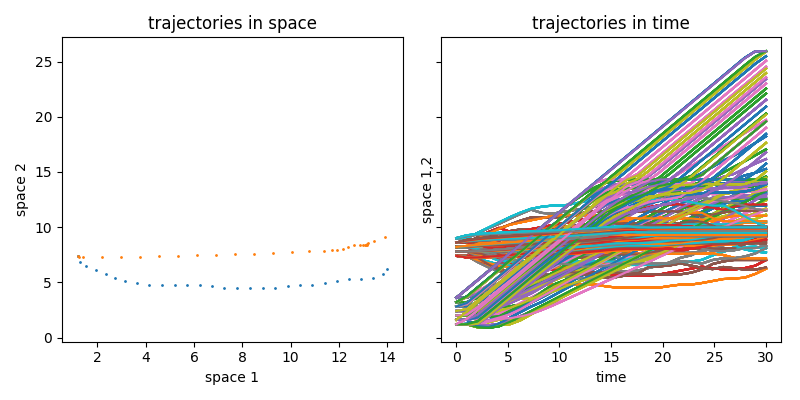 trajectories in space
25
20
15
10
5
0
space 2
2 4 6 8 10 12 14
space 1
trajectories in time
space 1,2
0 5 10 15 20 25 30
time